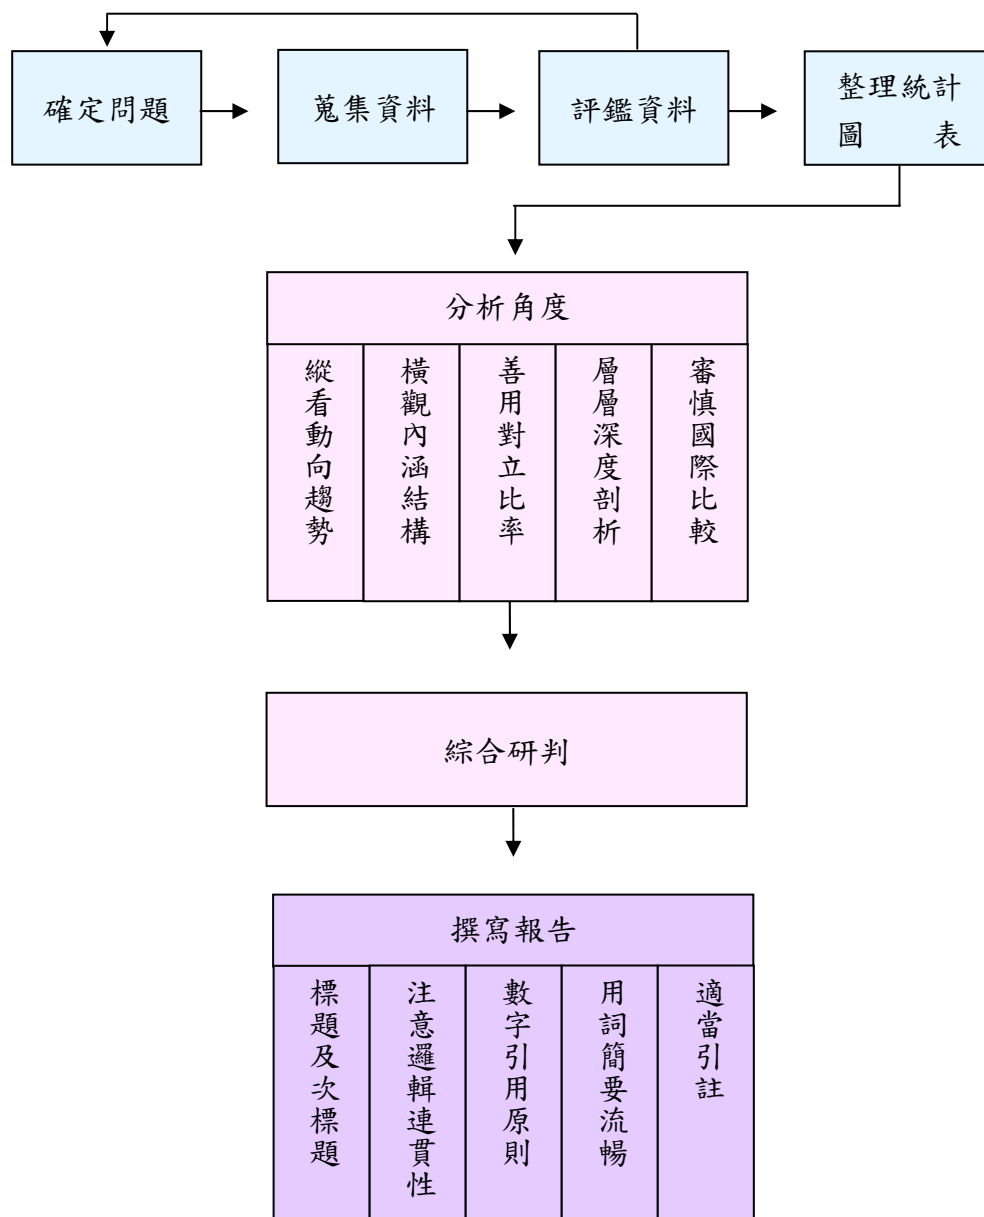 確定問題
蒐集資料
評鑑資料
整理統計
圖 表
分析角度
縱看動向趨勢
橫觀內涵結構
善用對立比率
層層深度剖析
審慎國際比較
綜合研判
撰寫報告
標題及次標題
注意邏輯連貫性
數字引用原則
用詞簡要流暢
適當引註